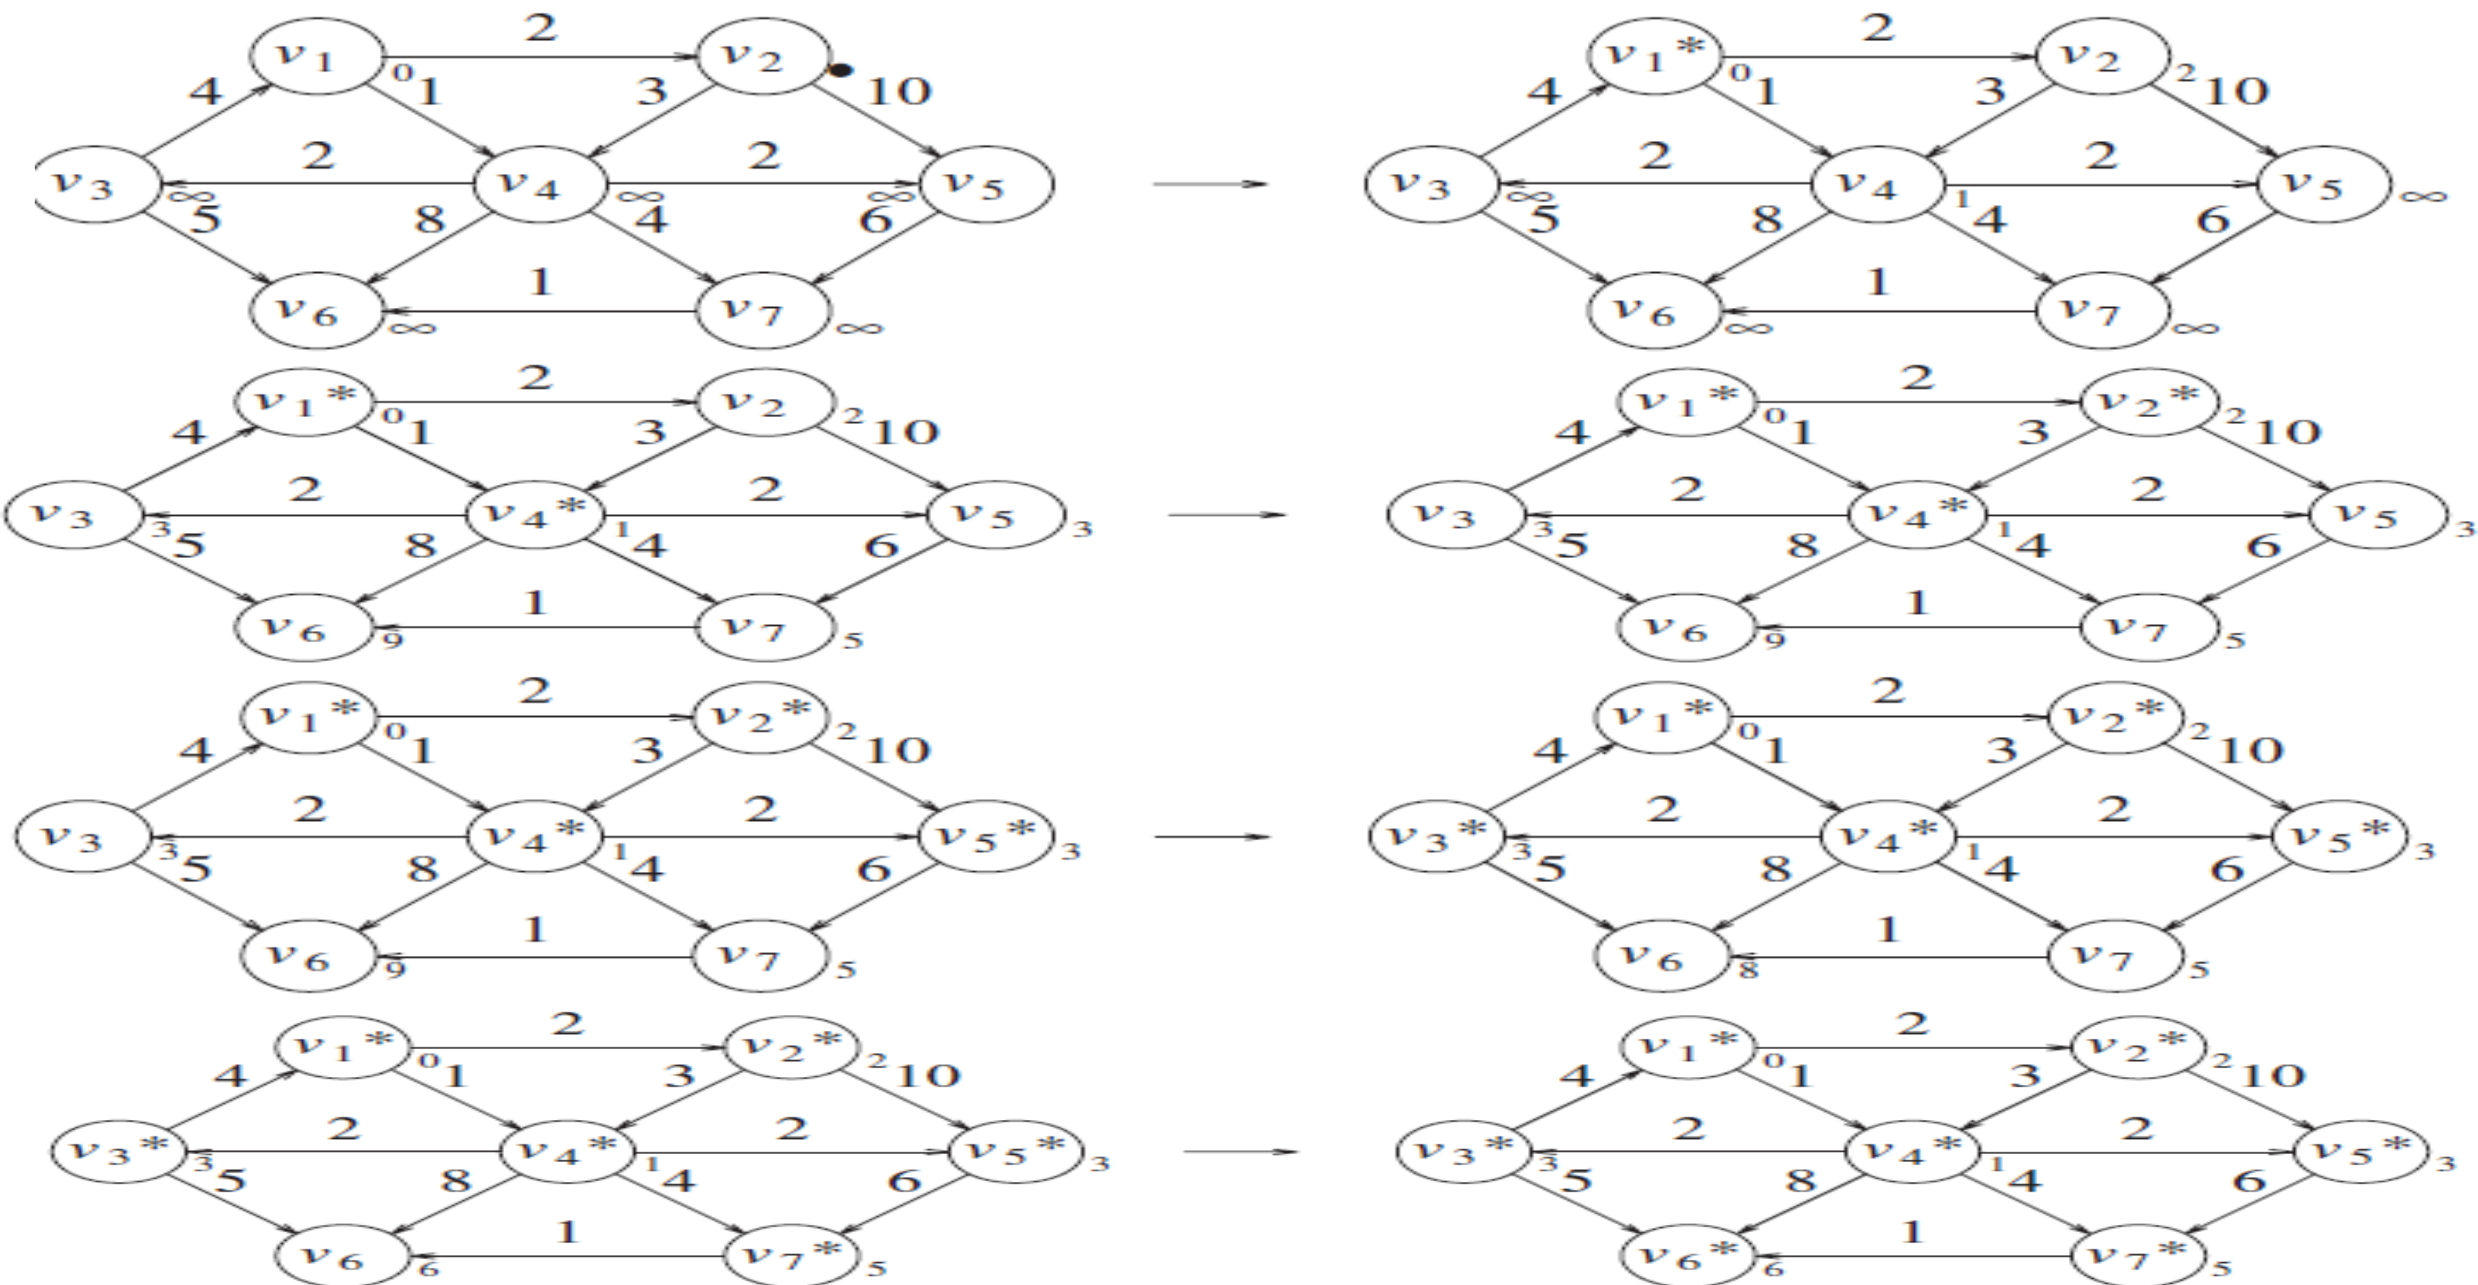 2 2
v1 0 v2 v1* 0 v2 2
4 1 3 10 4 1 3 10
2 2 2 2
v3 ∞ v4 ∞ ∞ v5 v3 ∞ v4 1 v5 ∞
5 8 4 6 5 8 4 6
1 1
v6 ∞ v7 ∞ v6 ∞ v7 ∞
2 2
v1* 0 v2 2 v1* 0 v2* 2
4 1 3 10 4 1 3 10
2 2 2 2
v3 3 v4* 1 v5 3 v3 3 v4* 1 v5 3
5 8 4 6 5 8 4 6
1 1
v6 9 v7 5 v6 9 v7 5
2 2
v1* 0 v2* 2 v1* 0 v2* 2
4 1 3 10 4 1 3 10
2 2 2 2
v3 3 v4* 1 v5* 3 v3* 3 v4* 1 v5* 3
5 8 4 6 5 8 4 6
1 1
v6 9 v7 5 v6 8 v7 5
2 2
v1* 0 v2* 2 v1* 0 v2* 2
4 1 3 10 4 1 3 10
2 2 2 2
v3* 3 v4* 1 v5* 3 v3* 3 v4* 1 v5* 3
5 8 4 6 5 8 4 6
1 1
v6 6 v7* 5 v6* 6 v7* 5